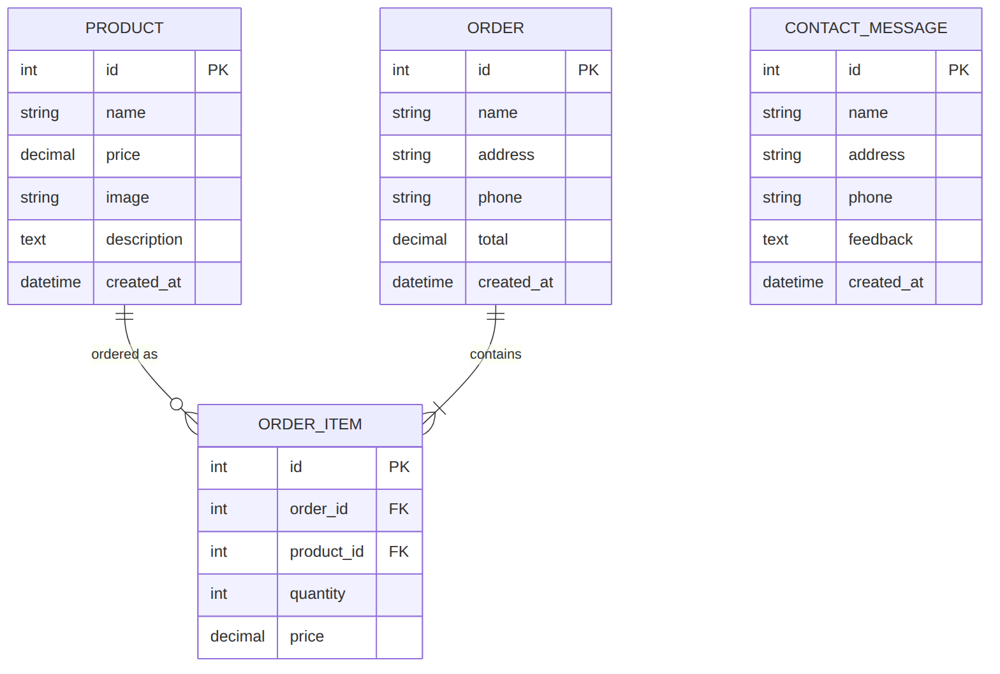 PRODUCT
int id PK
string name
decimal price
string image
text description
datetime created_at
ORDER
int id PK
string name
string address
string phone
decimal total
datetime created_at
CONTACT_MESSAGE
int id PK
string name
string address
string phone
text feedback
datetime created_at
ordered as
contains
ORDER_ITEM
int id PK
int order_id FK
int product_id FK
int quantity
decimal price